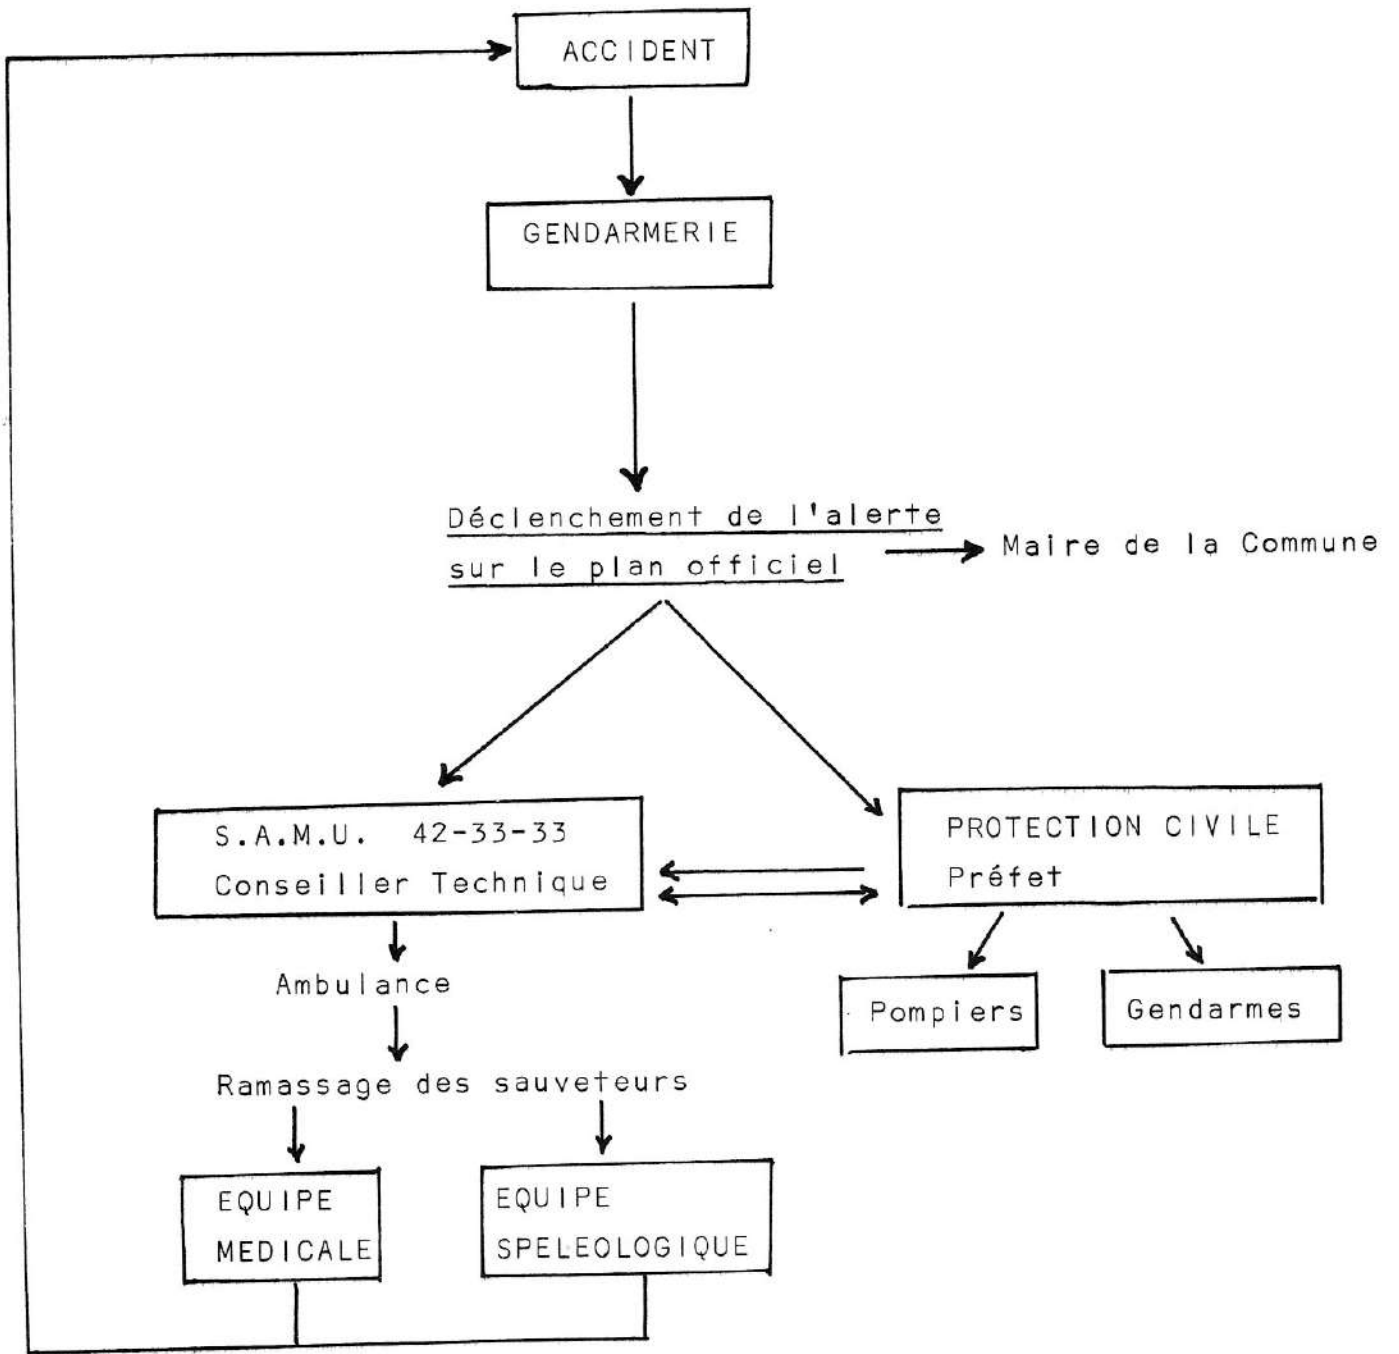 ACCIDENT
GENDARMERIE
Déclenchement de l'alerte
sur le plan officiel
Maire de la Commune
S.A.M.U. 42-33-33
Conseiller Technique
PROTECTION CIVILE
Préfet
Ambulance
Pompiers
Gendarmes
Ramassage des sauveteurs
EQUIPE
MEDICALE
EQUIPE
SPELEOLOGIQUE